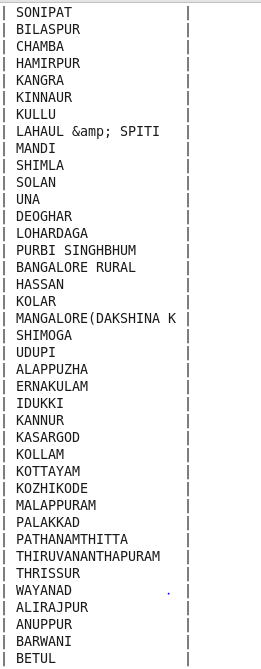 | SONIPAT |
| BILASPUR |
| CHAMBA |
| HAMIRPUR |
| KANGRA |
| KINNAUR |
| KULLU |
| LAHAUL &amp; SPITI |
| MANDI |
| SHIMLA |
| SOLAN |
| UNA |
| DEOGHAR |
| LOHARDAGA |
| PURBI SINGHBHUM |
| BANGALORE RURAL |
| HASSAN |
| KOLAR |
| MANGALORE(DAKSHINA K |
| SHIMOGA |
| UDUPI |
| ALAPPUZHA |
| ERNAKULAM |
| IDUKKI |
| KANNUR |
| KASARGOD |
| KOLLAM |
| KOTTAYAM |
| KOZHIKODE |
| MALAPPURAM |
| PALAKKAD |
| PATHANAMTHITTA |
| THIRUVANANTHAPURAM |
| THRISSUR |
| WAYANAD |
| ALIRAJPUR |
| ANUPPUR |
| BARWANI |
| BETUL |